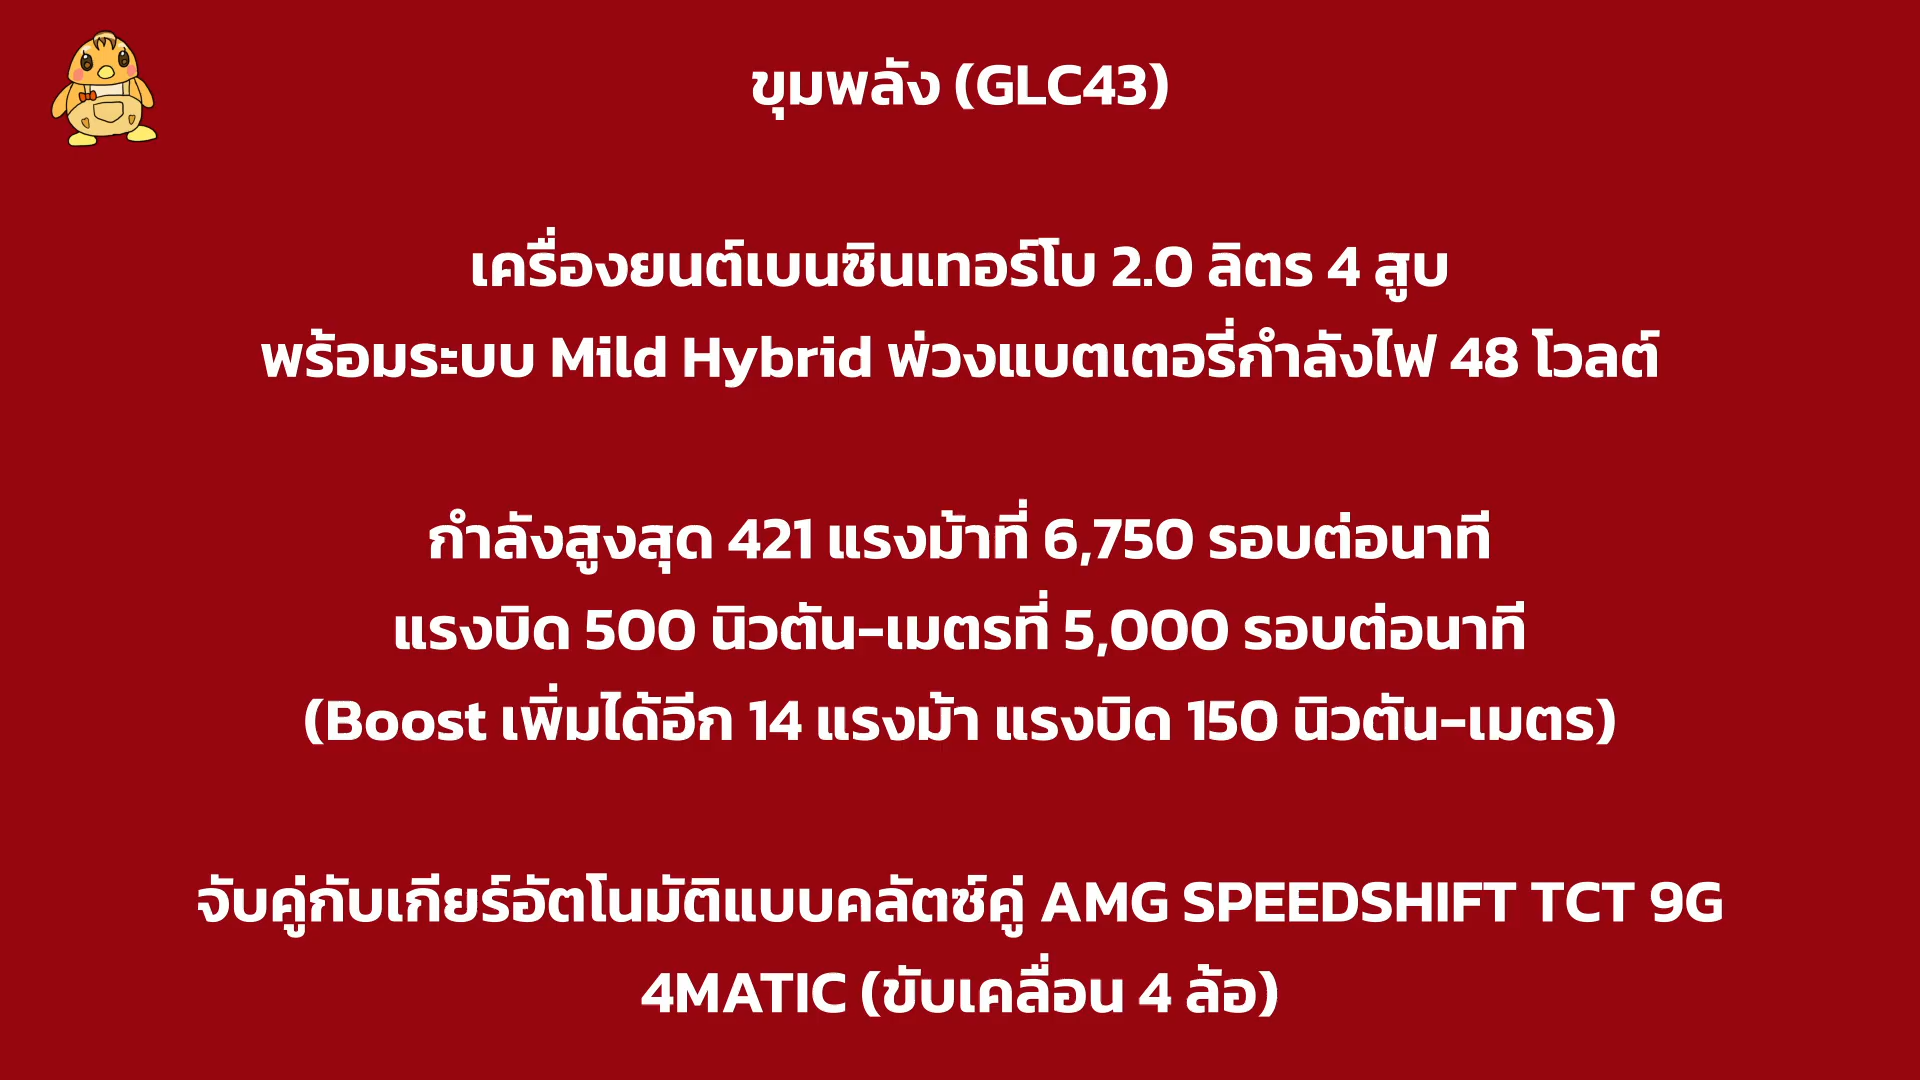 ขุมพลัง (GLC43)
เครื่องยนต์เบนซินเทอร์โบ 2.0 ลิตร 4 สูบ
พร้อมระบบ Mild Hybrid พ่วงแบตเตอรี่กำลังไฟ 48 โวลต์
กำลังสูงสุด 421 แรงม้าที่ 6,750 รอบต่อนาที
แรงบิด 500 นิวตัน-เมตรที่ 5,000 รอบต่อนาที
(Boost เพิ่มได้อีก 14 แรงม้า แรงบิด 150 นิวตัน-เมตร)
จับคู่กับเกียร์อัตโนมัติแบบคลัตซ์คู่ AMG SPEEDSHIFT TCT 9G
4MATIC (ขับเคลื่อน 4 ล้อ)